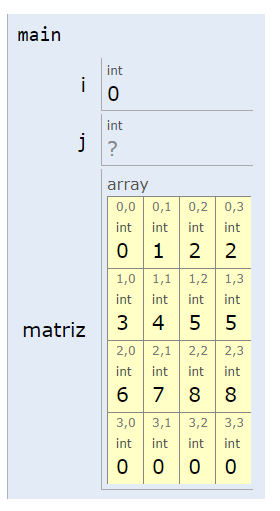 main
int
i 0
int
j ?
array
0,0 0,1 0,2 0,3
int int int int
0 1 2 2
1,0 1,1 1,2 1,3
int int int int
3 4 5 5
matriz
2,0 2,1 2,2 2,3
int int int int
6 7 8 8
3,0 3,1 3,2 3,3
int int int int
0 0 0 0